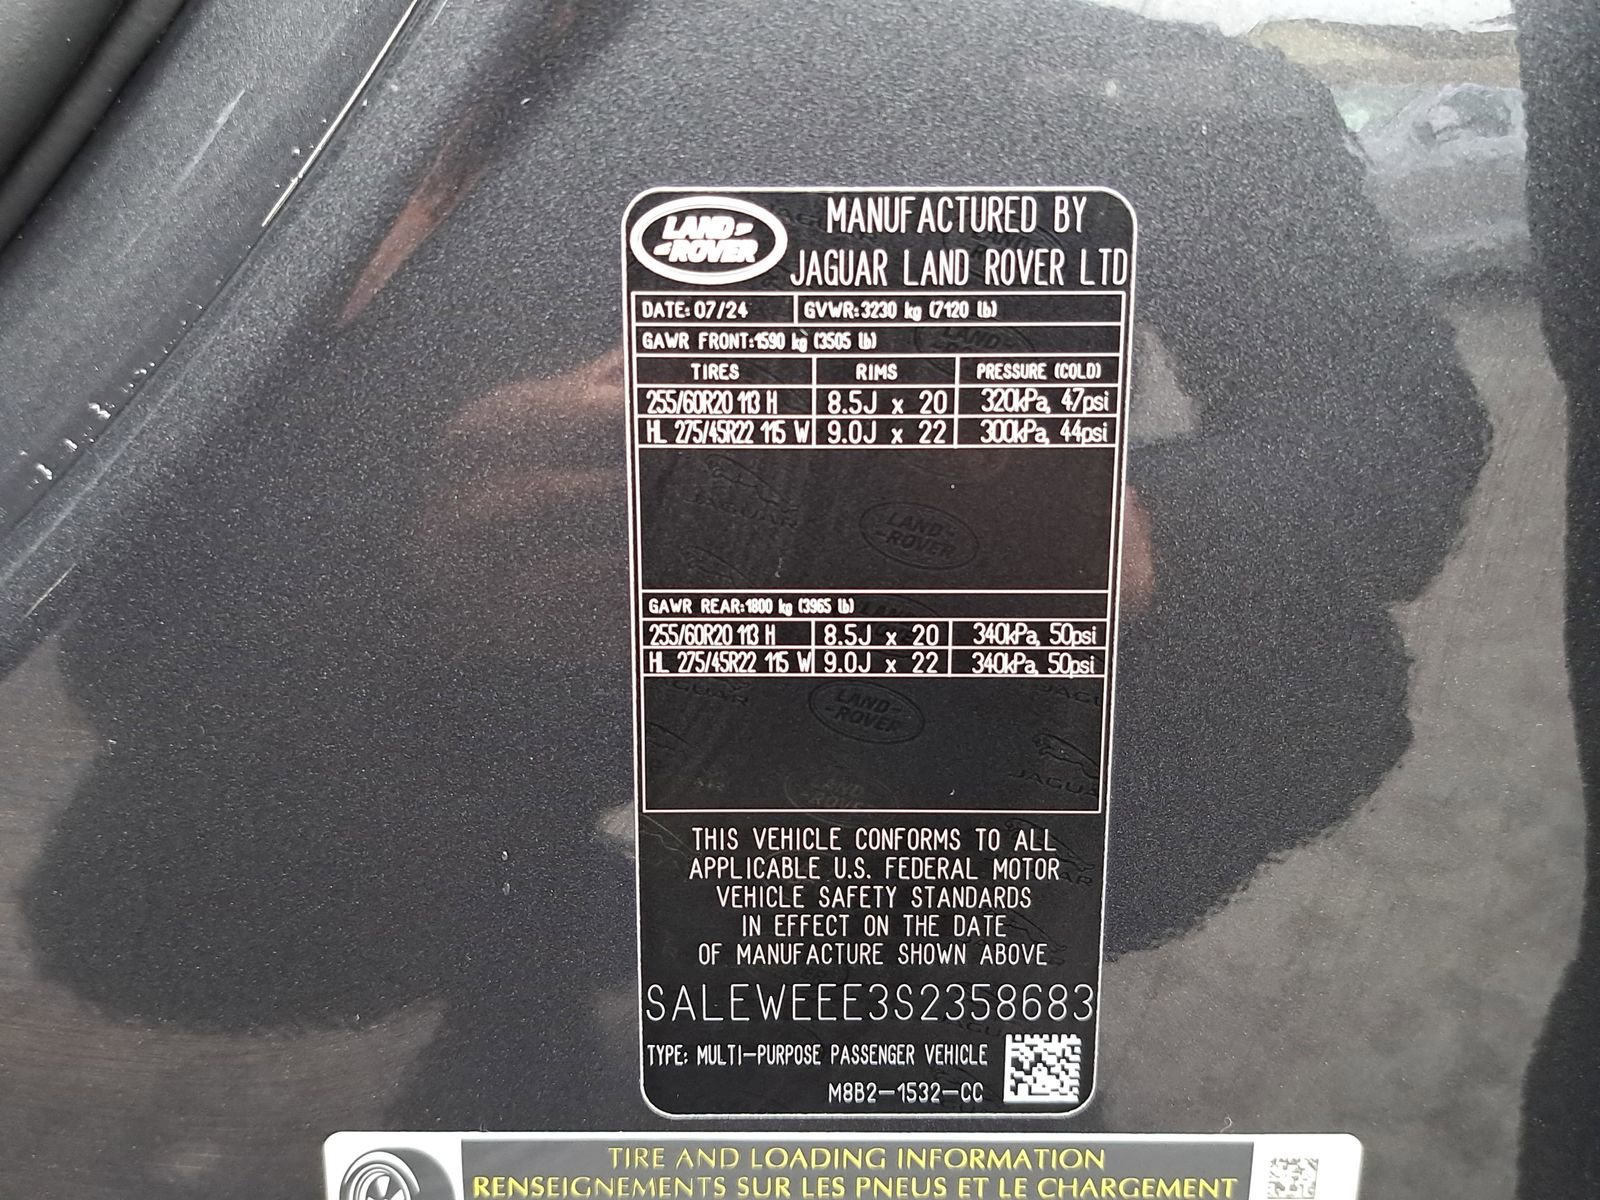 LAND ROVER
MANUFACTURED BY
JAGUAR LAND ROVER LTD
DATE: 07/24 GVWR: 3230 kg (7120 lb)
GAWR FRONT: 1590 kg (3505 lb)
TIRES RIMS PRESSURE (COLD)
255/60R20 113 H 8.5J x 20 320kPa, 47psi
HL 275/45R22 115 W 9.0J x 22 300kPa, 44psi
JAGUAR
LAND ROVER
GAWR REAR: 1800 kg (3965 lb)
255/60R20 113 H 8.5J x 20 340kPa, 50psi
HL 275/45R22 115 W 9.0J x 22 340kPa, 50psi
LAND ROVER
THIS VEHICLE CONFORMS TO ALL
APPLICABLE U.S. FEDERAL MOTOR
VEHICLE SAFETY STANDARDS
IN EFFECT ON THE DATE
OF MANUFACTURE SHOWN ABOVE
SALEWEEE3S2358683
TYPE: MULTI-PURPOSE PASSENGER VEHICLE
M8B2-1532-CC
TIRE AND LOADING INFORMATION
RENSEIGNEMENTS SUR LES PNEUS ET LE CHARGEMENT